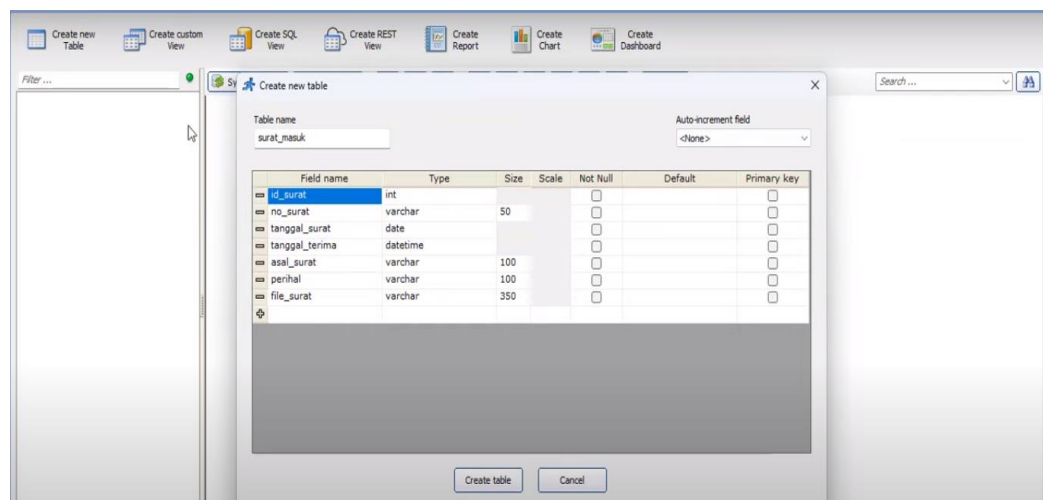 Create new Table
Create custom View
Create SQL View
Create REST View
Create Report
Create Chart
Create Dashboard
Filter ...
Sy
Search ...
Create new table
X
Table name
Auto-increment field
surat_masuk
<None>
Field name Type Size Scale Not Null Default Primary key
id_surat int
no_surat varchar 50
tanggal_surat date
tanggal_terima datetime
asal_surat varchar 100
perihal varchar 100
file_surat varchar 350
Create table
Cancel